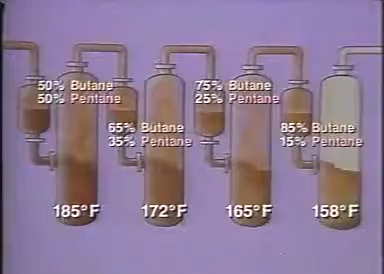 50% Butane
50% Pentane
75% Butane
25% Pentane
65% Butane
35% Pentane
85% Butane
15% Pentane
185°F
172°F
165°F
158°F